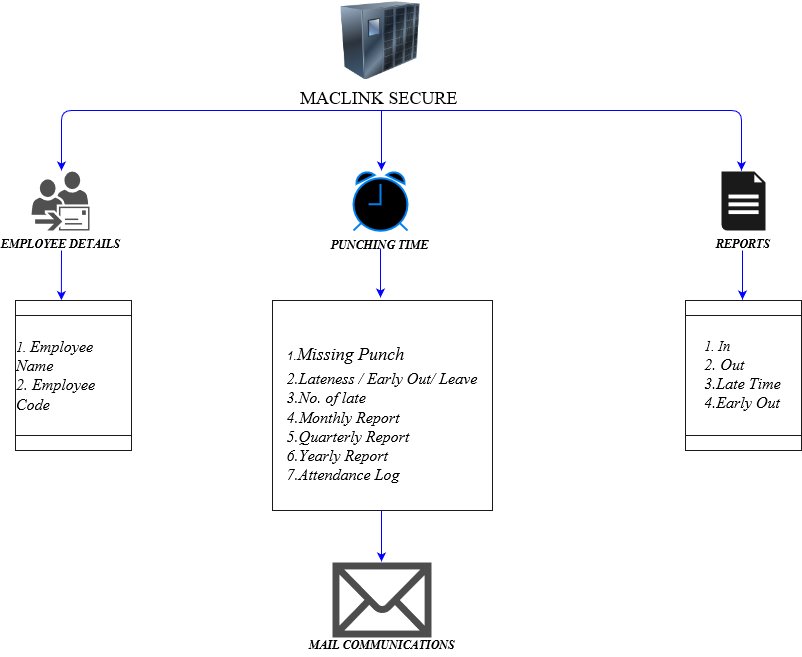 MACLINK SECURE
EMPLOYEE DETAILS
PUNCHING TIME
REPORTS
1. Employee
Name
2. Employee
Code
1.Missing Punch
2.Lateness / Early Out/ Leave
3.No. of late
4.Monthly Report
5.Quarterly Report
6.Yearly Report
7.Attendance Log
1. In
2. Out
3.Late Time
4.Early Out
MAIL COMMUNICATIONS